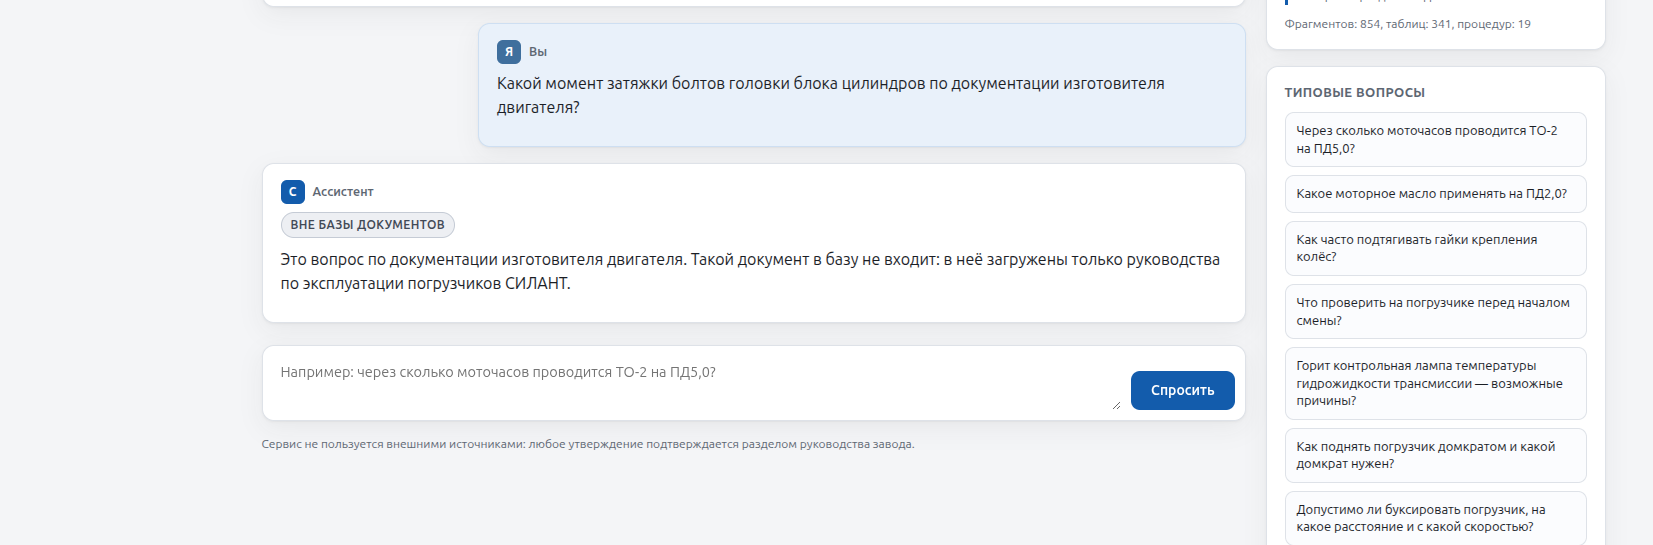 Фрагментов: 854, таблиц: 341, процедур: 19
Я Вы
Какой момент затяжки болтов головки блока цилиндров по документации изготовителя
двигателя?
С Ассистент
ВНЕ БАЗЫ ДОКУМЕНТОВ
Это вопрос по документации изготовителя двигателя. Такой документ в базу не входит: в неё загружены только руководства
по эксплуатации погрузчиков СИЛАНТ.
Например: через сколько моточасов проводится ТО-2 на ПД5,0?
Спросить
Сервис не пользуется внешними источниками: любое утверждение подтверждается разделом руководства завода.
ТИПОВЫЕ ВОПРОСЫ
Через сколько моточасов проводится ТО-2
на ПД5,0?
Какое моторное масло применять на ПД2,0?
Как часто подтягивать гайки крепления
колёс?
Что проверить на погрузчике перед началом
смены?
Горит контрольная лампа температуры
гидрожидкости трансмиссии — возможные
причины?
Как поднять погрузчик домкратом и какой
домкрат нужен?
Допустимо ли буксировать погрузчик, на
какое расстояние и с какой скоростью?